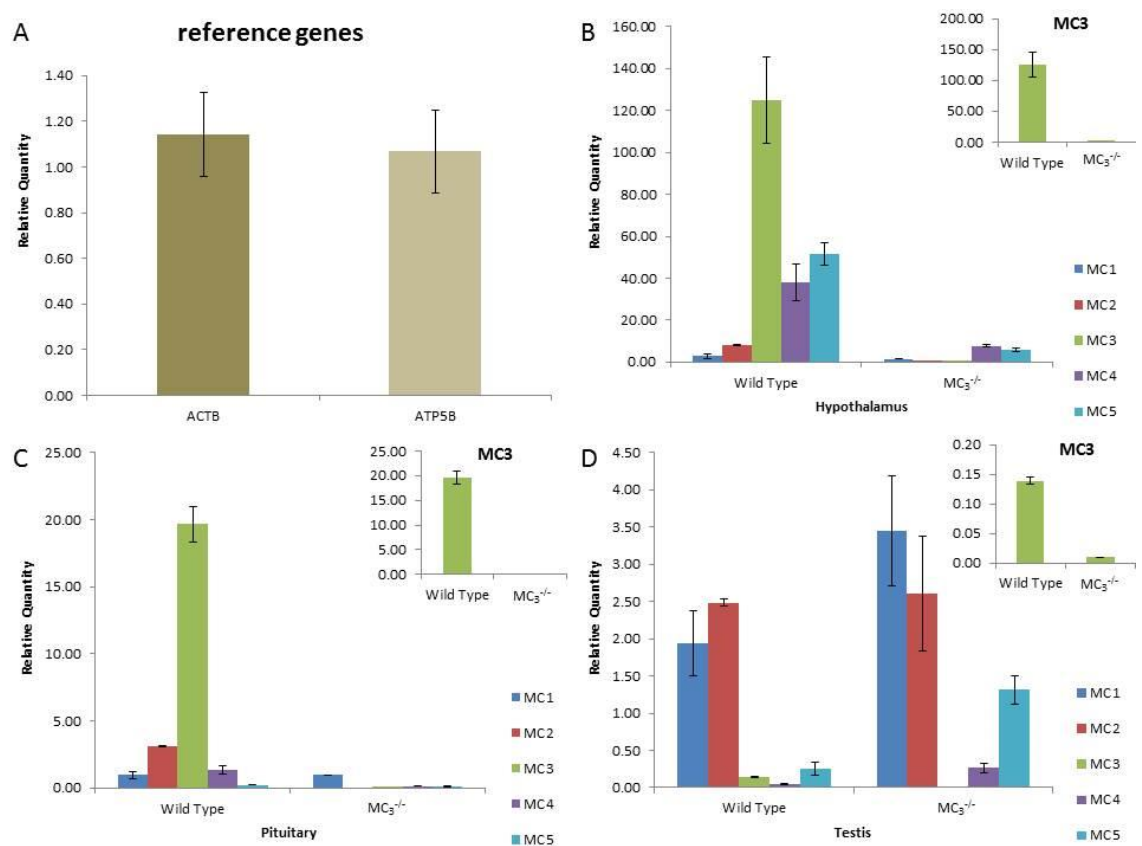 A
reference genes
1.40
1.20
1.00
0.80
0.60
0.40
0.20
0.00
Relative Quantity
ACTB
ATP5B
B
160.00
140.00
120.00
100.00
80.00
60.00
40.00
20.00
0.00
Relative Quantity
Wild Type
MC3-/-
Hypothalamus
MC3
200.00
150.00
100.00
50.00
0.00
Wild Type
MC3-/-
MC1
MC2
MC3
MC4
MC5
C
25.00
20.00
15.00
10.00
5.00
0.00
Relative Quantity
Wild Type
MC3-/-
Pituitary
MC3
25.00
20.00
15.00
10.00
5.00
0.00
Wild Type
MC3-/-
MC1
MC2
MC3
MC4
MC5
D
4.50
4.00
3.50
3.00
2.50
2.00
1.50
1.00
0.50
0.00
Relative Quantity
Wild Type
MC3-/-
Testis
MC3
0.20
0.15
0.10
0.05
0.00
Wild Type
MC3-/-
MC1
MC2
MC3
MC4
MC5